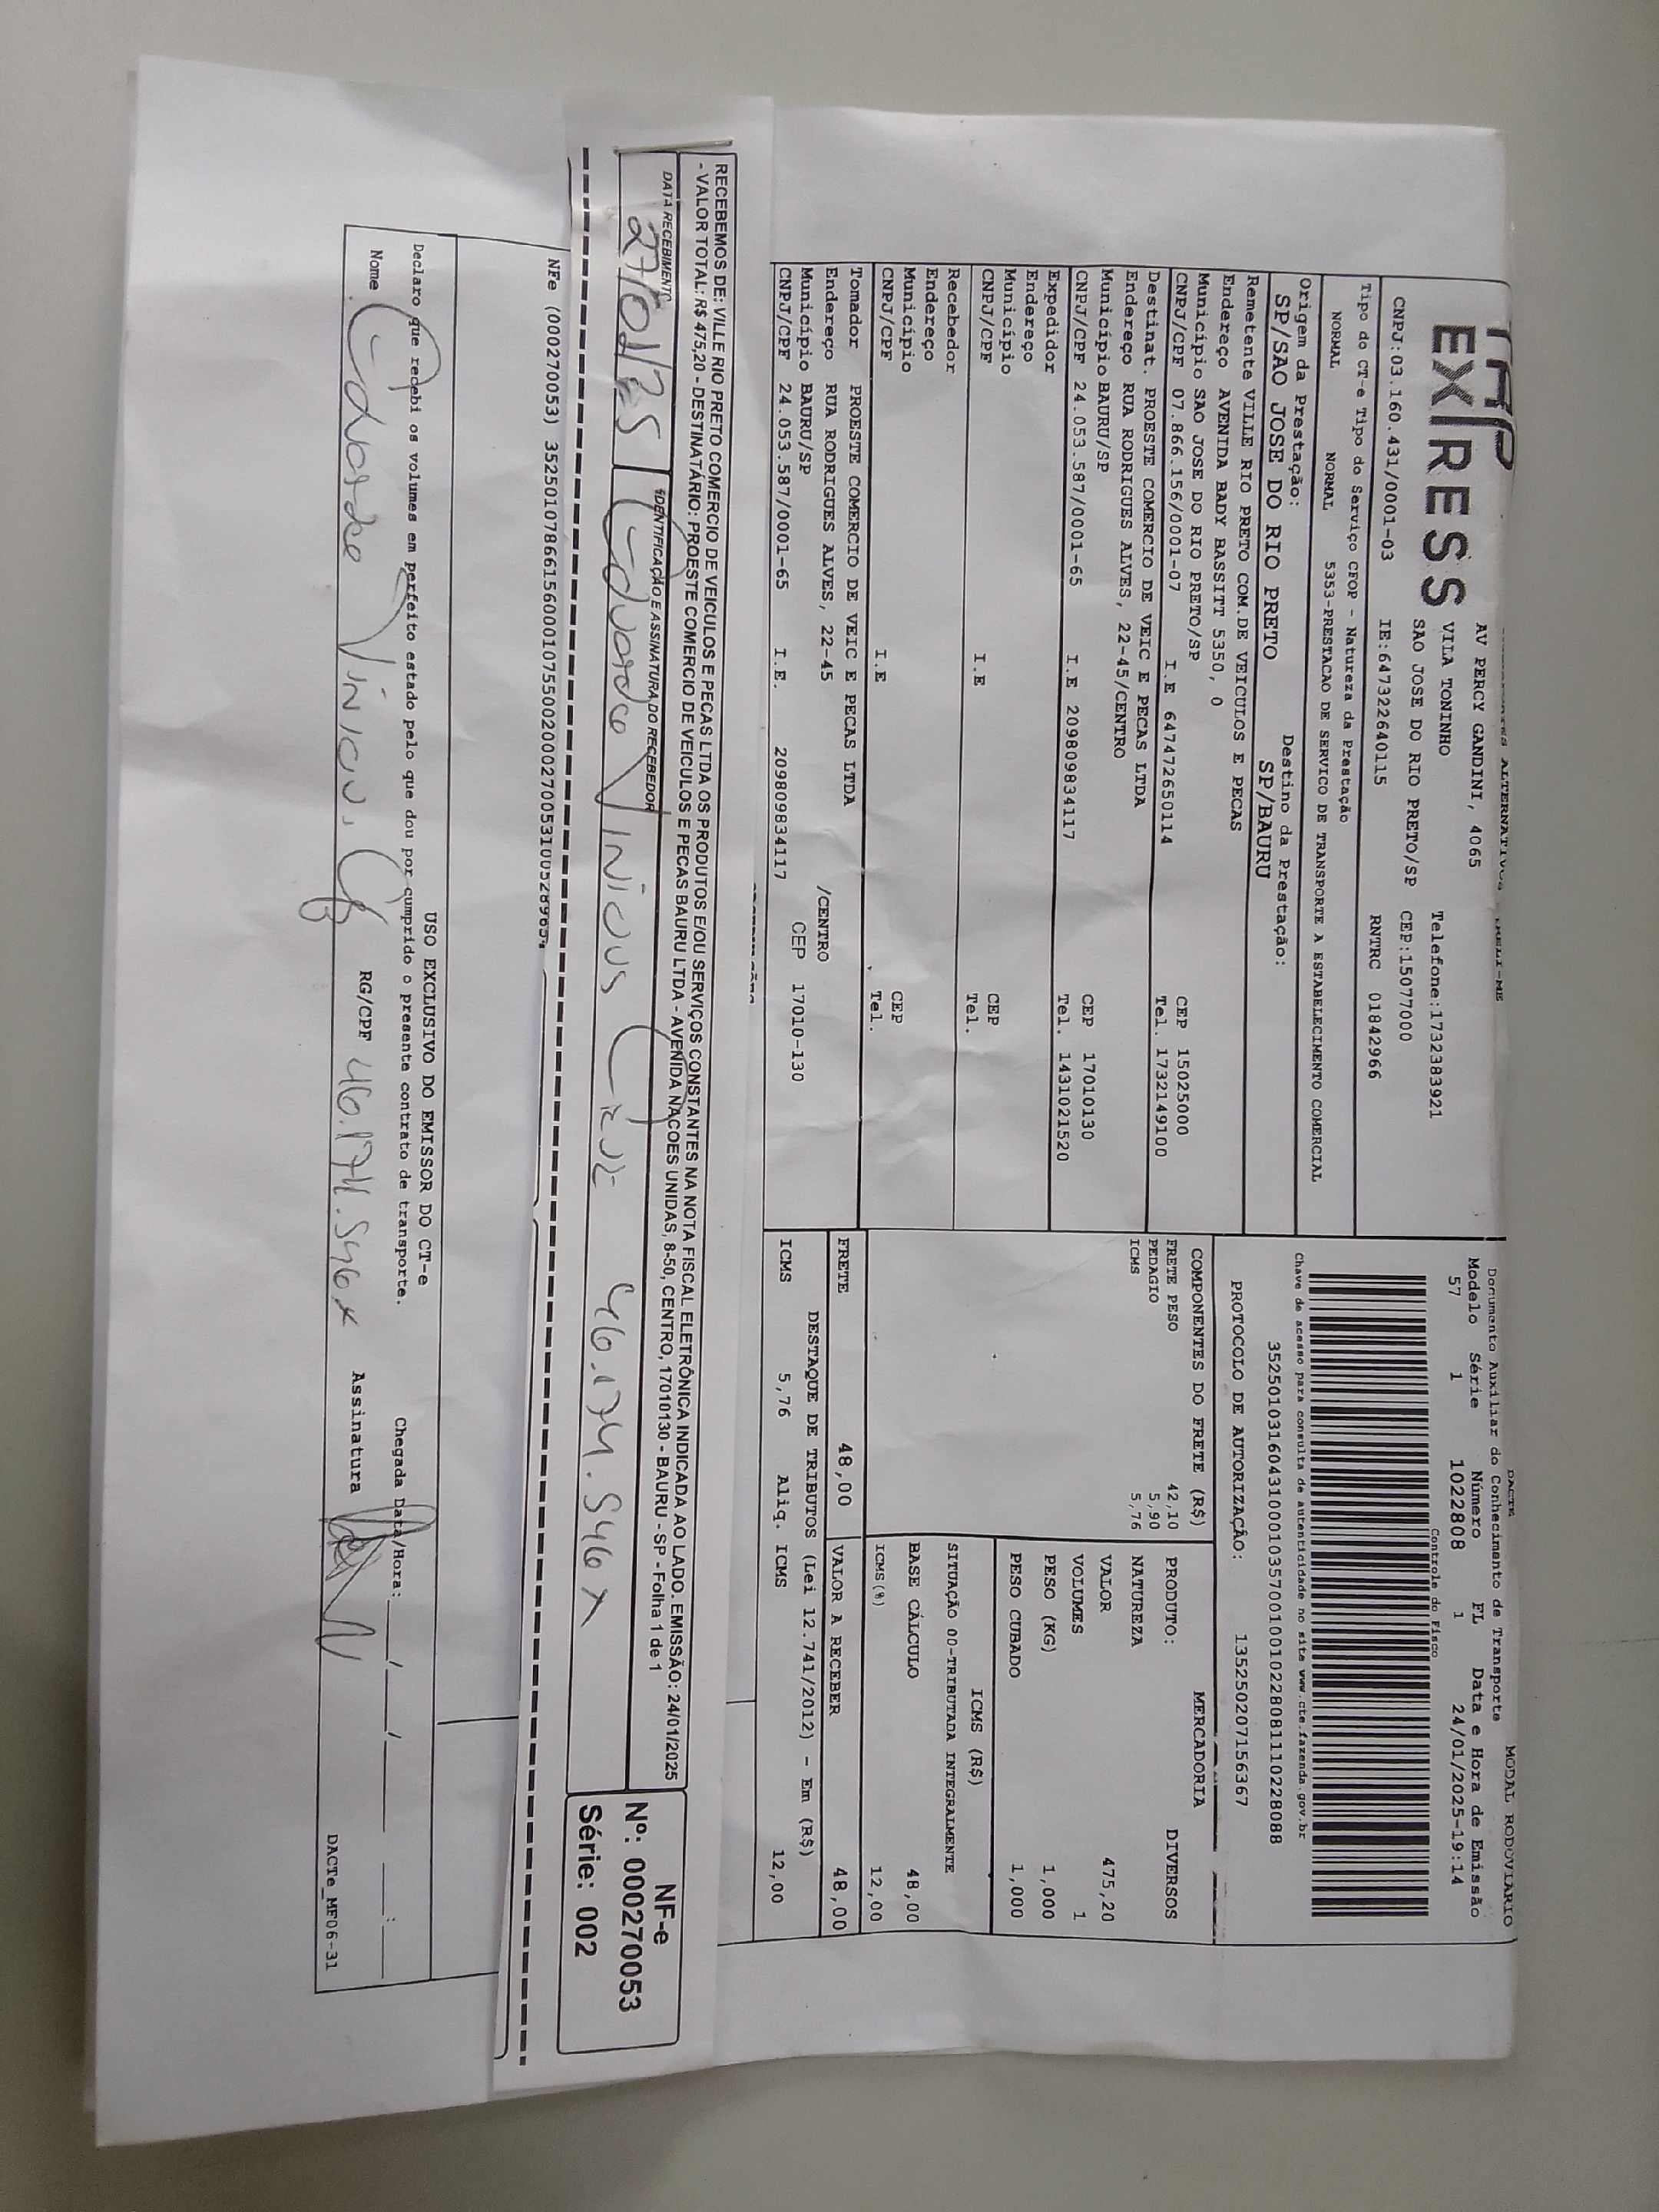 EXPRESS
AV PERCY GANDINI, 4065
VILA TONINHO
Telefone:1732383921
SAO JOSE DO RIO PRETO/SP CEP:15077000
CNPJ:03.160.431/0001-03 IE:647322640115 RNTRC 01842966
Tipo do CT-e Tipo do Serviço CFOP - Natureza da Prestação
NORMAL NORMAL 5353-PRESTACAO DE SERVICO DE TRANSPORTE A ESTABELECIMENTO COMERCIAL
Origem da Prestação: Destino da Prestação:
SP/SAO JOSE DO RIO PRETO SP/BAURU
Remetente VILLE RIO PRETO COM.DE VEICULOS E PECAS
Endereço AVENIDA BADY BASSITT 5350, 0
Município SAO JOSE DO RIO PRETO/SP CEP 15025000
CNPJ/CPF 07.866.156/0001-07 I.E 647472650114 Tel. 1732149100
Destinat. PROESTE COMERCIO DE VEIC E PECAS LTDA
Endereço RUA RODRIGUES ALVES, 22-45/CENTRO
Município BAURU/SP CEP 17010130
CNPJ/CPF 24.053.587/0001-65 I.E 209809834117 Tel. 1431021520
Expedidor
Endereço
Município CEP
CNPJ/CPF I.E Tel.
Recebedor
Endereço
Município CEP
CNPJ/CPF I.E Tel.
Tomador PROESTE COMERCIO DE VEIC E PECAS LTDA
Endereço RUA RODRIGUES ALVES, 22-45 /CENTRO
Município BAURU/SP CEP 17010-130
CNPJ/CPF 24.053.587/0001-65 I.E. 209809834117
DACTE MODAL RODOVIÁRIO
Documento Auxiliar do Conhecimento de Transporte
Modelo Série Número FL Data e Hora de Emissão
57 1 1022808 1 24/01/2025-19:14
Controle do Fisco
Chave de acesso para consulta de autenticidade no site www.cte.fazenda.gov.br
35250103160431000103570010010228081110228088
PROTOCOLO DE AUTORIZAÇÃO: 135250207156367
COMPONENTES DO FRETE (R$)
FRETE PESO 42,10
PEDAGIO 5,90
ICMS 5,76
MERCADORIA
PRODUTO: DIVERSOS
NATUREZA
VALOR 475,20
VOLUMES 1
PESO (KG) 1,000
PESO CUBADO 1,000
ICMS (R$)
SITUAÇÃO 00-TRIBUTADA INTEGRALMENTE
BASE CÁLCULO 48,00
ICMS(%) 12,00
FRETE 48,00 VALOR A RECEBER 48,00
DESTAQUE DE TRIBUTOS (Lei 12.741/2012) - Em (R$)
ICMS 5,76 Aliq. ICMS 12,00
RECEBEMOS DE: VILLE RIO PRETO COMERCIO DE VEICULOS E PECAS LTDA OS PRODUTOS E/OU SERVIÇOS CONSTANTES NA NOTA FISCAL ELETRÔNICA INDICADA AO LADO. EMISSÃO: 24/01/2025
- VALOR TOTAL: R$ 475,20 - DESTINATÁRIO: PROESTE COMERCIO DE VEICULOS E PECAS BAURU LTDA - AVENIDA NACOES UNIDAS, 8-50, CENTRO, 17010130 - BAURU - SP - Folha 1 de 1
DATA RECEBIMENTO IDENTIFICAÇÃO E ASSINATURA DO RECEBEDOR
27/01/25 Eduardo Vinicius Cruz 46.174.546x
NF-e
Nº: 000270053
Série: 002
NFe (000270053)
USO EXCLUSIVO DO EMISSOR DO CT-e
Declaro que recebi os volumes em perfeito estado pelo que dou por cumprido o presente contrato de transporte. Chegada Data/Hora: ___/___/___ __:__
Nome Eduardo Vinicius RG/CPF 46.174.546x Assinatura
DACTe_MF06-31